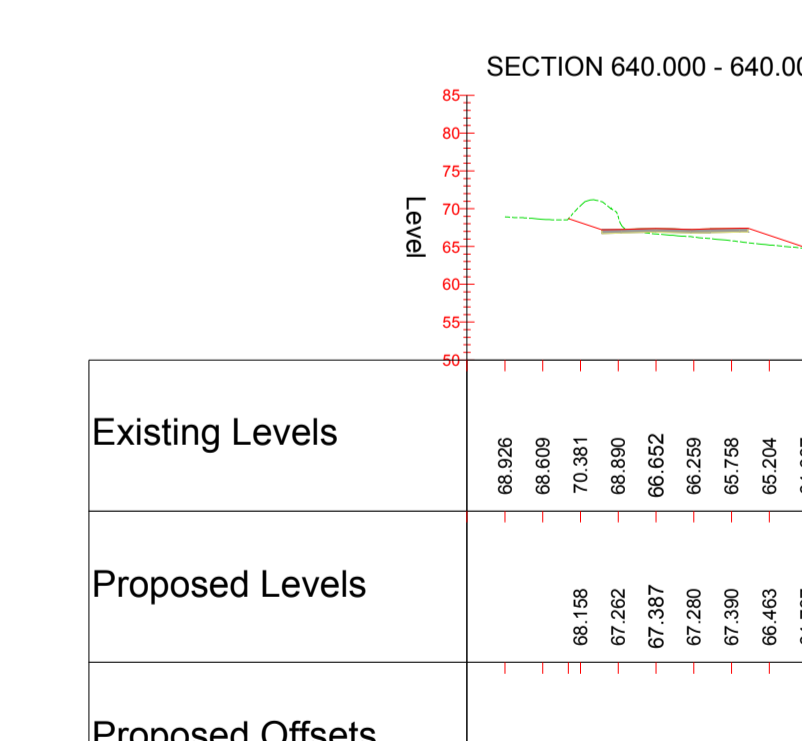 SECTION 640.000 - 640.00
85
80
75
70
65
60
55
50
Level
Existing Levels
68.926 68.609 70.381 68.890 66.652 66.259 65.758 65.204
Proposed Levels
68.158 67.262 67.387 67.280 67.390 66.463
Proposed Offsets